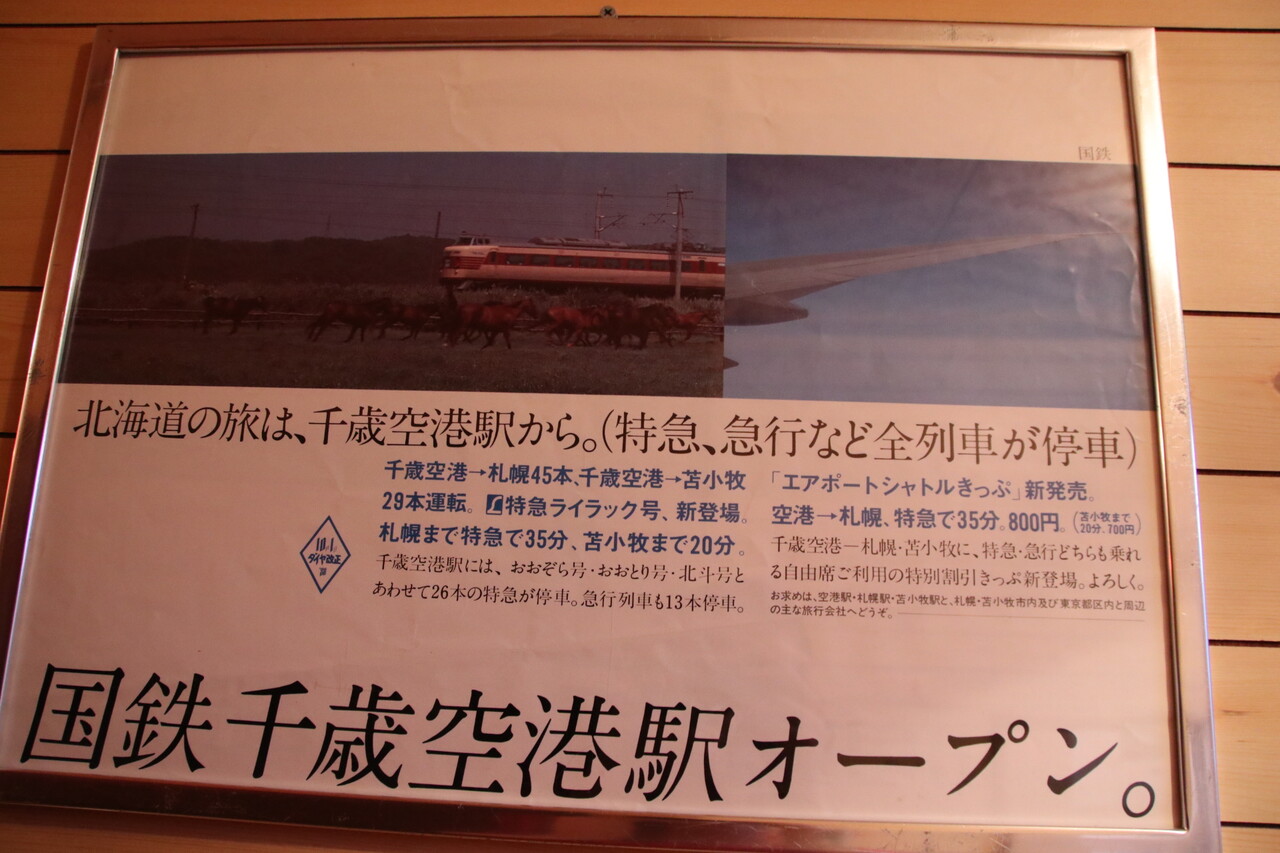 国鉄
北海道の旅は、千歳空港駅から。(特急、急行など全列車が停車)
千歳空港→札幌45本、千歳空港→苫小牧
29本運転。L特急ライラック号、新登場。
札幌まで特急で35分、苫小牧まで20分。
千歳空港駅には、おおぞら号・おおとり号・北斗号と
あわせて26本の特急が停車。急行列車も13本停車。
「エアポートシャトルきっぷ」新発売。
空港→札幌、特急で35分。800円。(苫小牧まで
20分、700円)
千歳空港―札幌・苫小牧に、特急・急行どちらも乗れ
る自由席ご利用の特別割引きっぷ新登場。よろしく。
お求めは、空港駅・札幌駅・苫小牧駅と、札幌・苫小牧市内及び東京都区内と周辺
の主な旅行会社へどうぞ。
10.1
ダイヤ改正
国鉄千歳空港駅オープン。